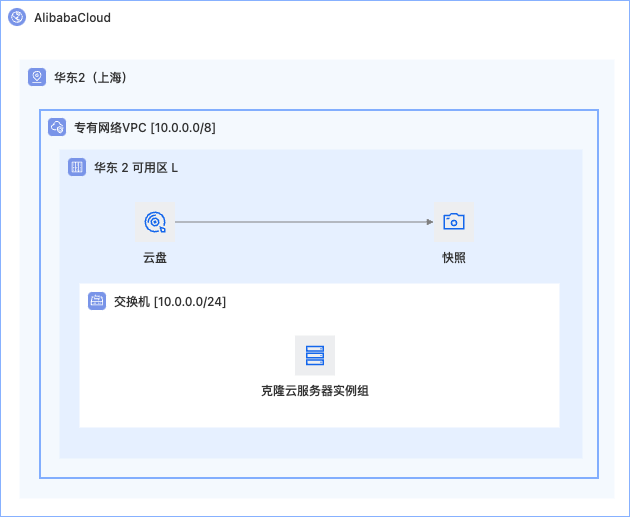 AlibabaCloud
华东2（上海）
专有网络VPC [10.0.0.0/8]
华东 2 可用区 L
云盘
快照
交换机 [10.0.0.0/24]
克隆云服务器实例组